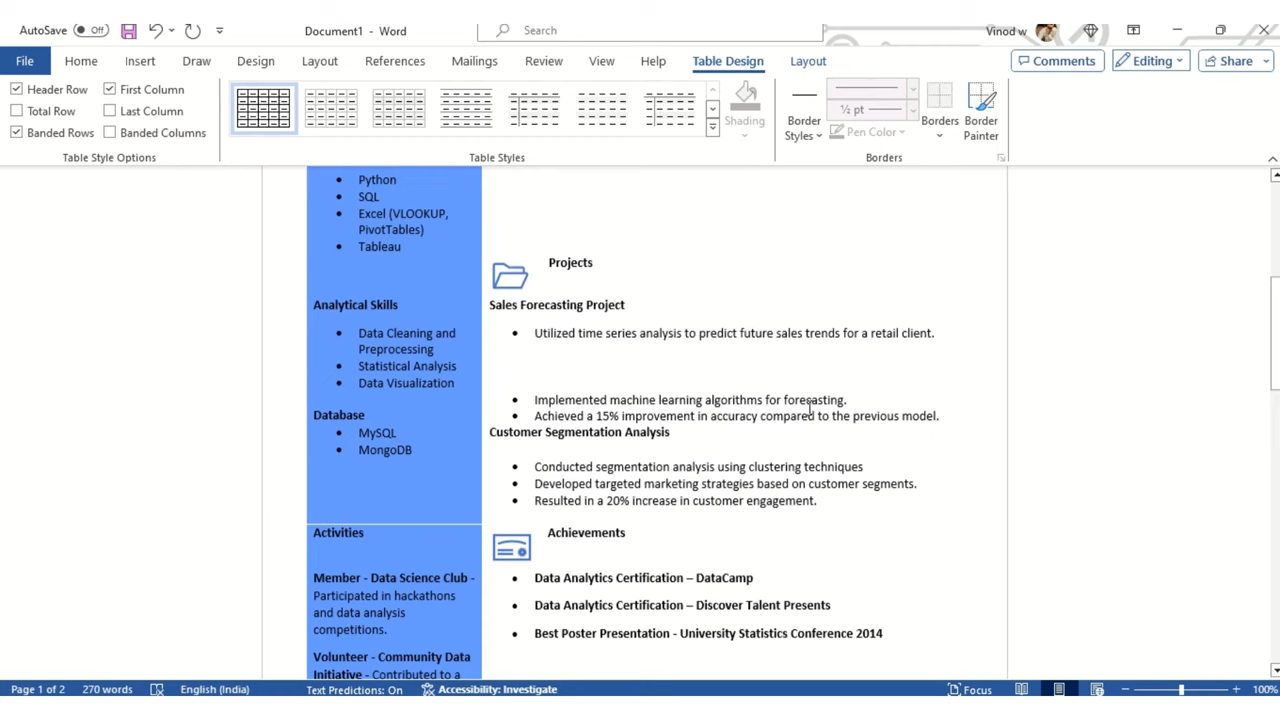 AutoSave Off Document1 - Word Search Vinod w
File Home Insert Draw Design Layout References Mailings Review View Help Table Design Layout Comments Editing Share
Header Row First Column
Total Row Last Column
Banded Rows Banded Columns
Table Style Options
Table Styles
Shading
Border Styles
½ pt
Pen Color
Borders
Border Painter
Borders
Python
SQL
Excel (VLOOKUP,
PivotTables)
Tableau
Analytical Skills
Data Cleaning and
Preprocessing
Statistical Analysis
Data Visualization
Database
MySQL
MongoDB
Projects
Sales Forecasting Project
Utilized time series analysis to predict future sales trends for a retail client.
Implemented machine learning algorithms for forecasting.
Achieved a 15% improvement in accuracy compared to the previous model.
Customer Segmentation Analysis
Conducted segmentation analysis using clustering techniques
Developed targeted marketing strategies based on customer segments.
Resulted in a 20% increase in customer engagement.
Activities
Member - Data Science Club -
Participated in hackathons
and data analysis
competitions.
Volunteer - Community Data
Initiative - Contributed to a
Achievements
Data Analytics Certification – DataCamp
Data Analytics Certification – Discover Talent Presents
Best Poster Presentation - University Statistics Conference 2014
Page 1 of 2 270 words English (India) Text Predictions: On Accessibility: Investigate Focus 100%